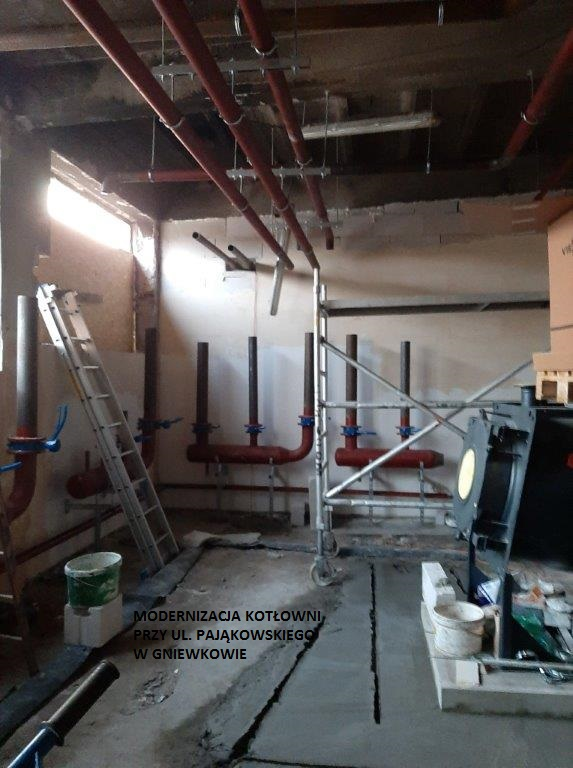 MODERNIZACJA KOTŁOWNI
PRZY UL. PAJĄKOWSKIEGO
W GNIEWKOWIE